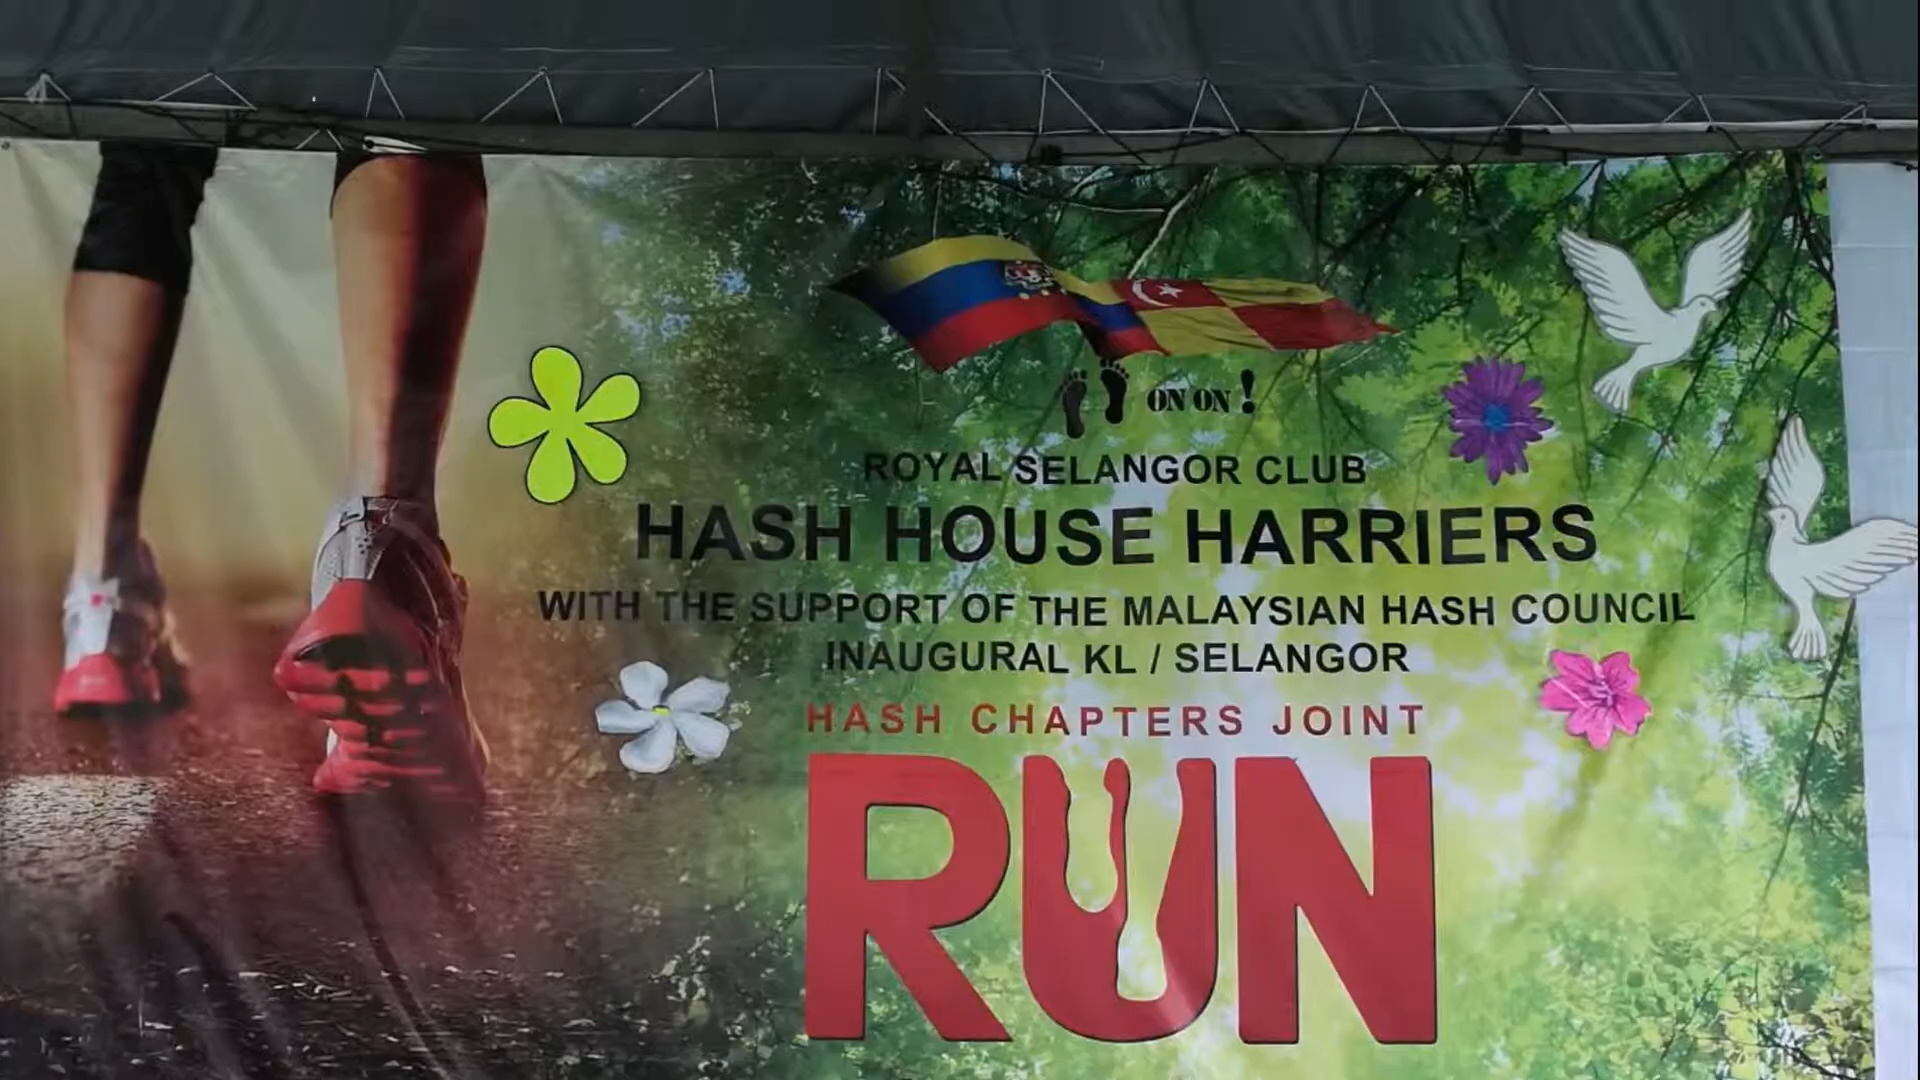 ON ON!
ROYAL SELANGOR CLUB
HASH HOUSE HARRIERS
WITH THE SUPPORT OF THE MALAYSIAN HASH COUNCIL
INAUGURAL KL / SELANGOR
HASH CHAPTERS JOINT
RUN